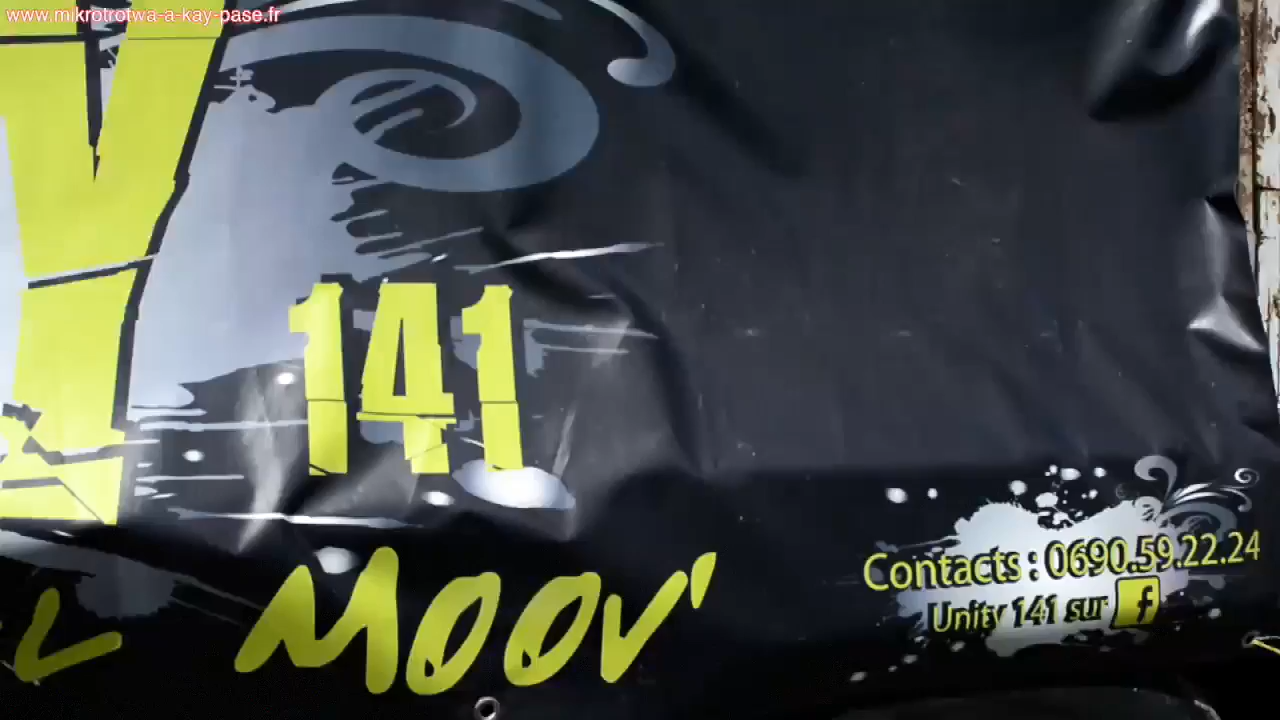 www.mikrotrotwa-a-kay-pase.fr
Y
141
L MOOV'
Contacts : 0690.59.22.24
Unity 141 sur f